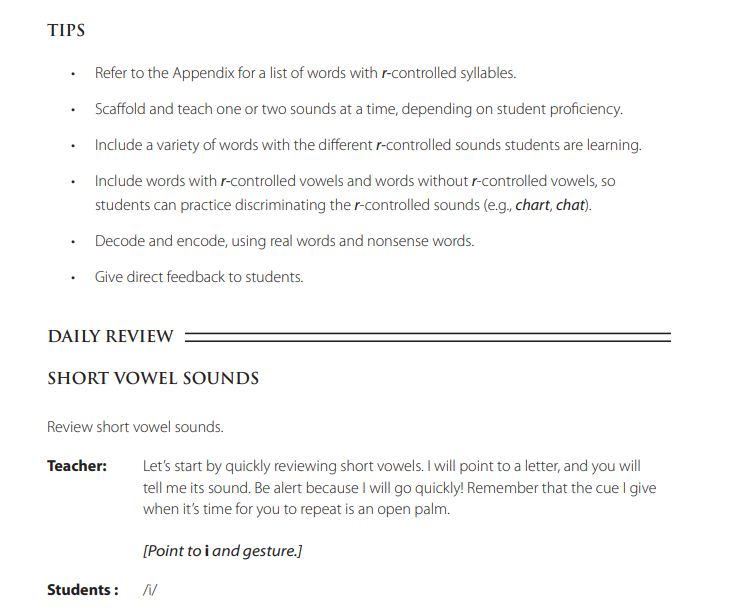 TIPS
• Refer to the Appendix for a list of words with r-controlled syllables.
• Scaffold and teach one or two sounds at a time, depending on student proficiency.
• Include a variety of words with the different r-controlled sounds students are learning.
• Include words with r-controlled vowels and words without r-controlled vowels, so
students can practice discriminating the r-controlled sounds (e.g., chart, chat).
• Decode and encode, using real words and nonsense words.
• Give direct feedback to students.
DAILY REVIEW
SHORT VOWEL SOUNDS
Review short vowel sounds.
Teacher: Let’s start by quickly reviewing short vowels. I will point to a letter, and you will
tell me its sound. Be alert because I will go quickly! Remember that the cue I give
when it’s time for you to repeat is an open palm.
[Point to i and gesture.]
Students : /i/